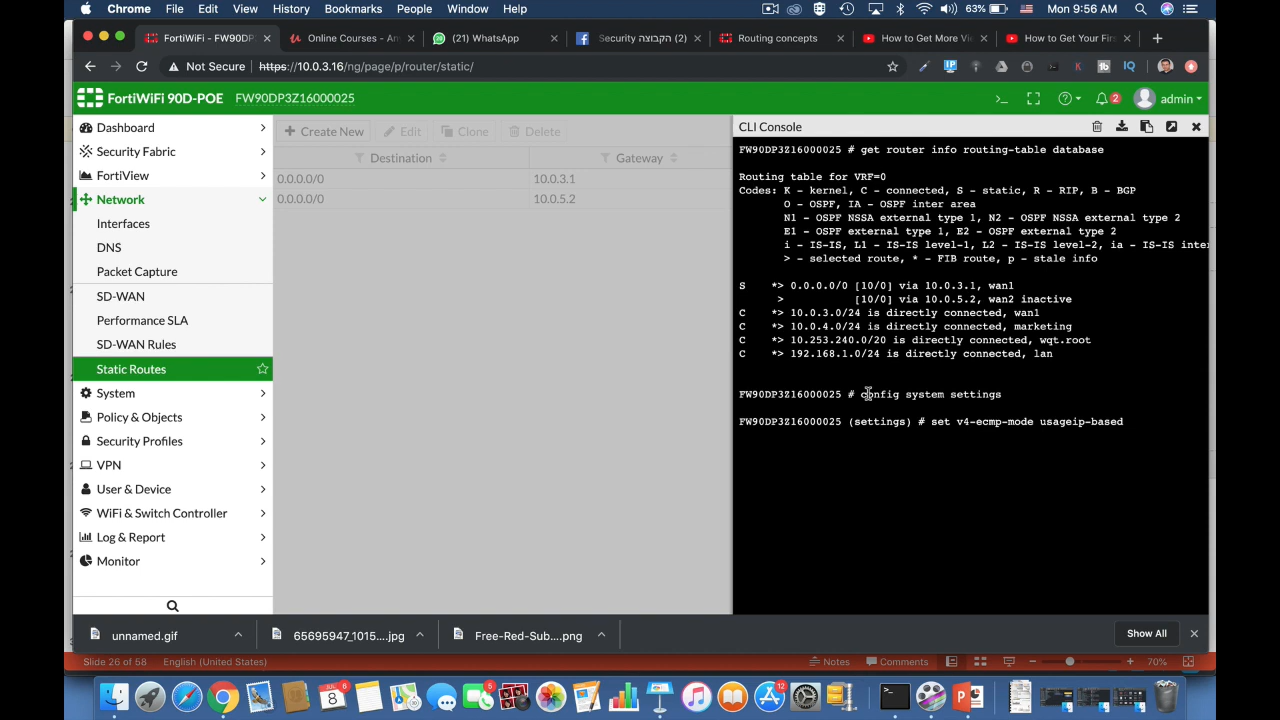 Chrome File Edit View History Bookmarks People Window Help 63% Mon 9:56 AM
FortiWiFi - FW90DP
Online Courses - An
(21) WhatsApp
Security הקבוצה (2)
Routing concepts
How to Get More Vi
How to Get Your Firs
Not Secure https://10.0.3.16/ng/page/p/router/static/
FortiWiFi 90D-POE FW90DP3Z16000025 >_ 2 admin
Dashboard
Security Fabric
FortiView
Network
Interfaces
DNS
Packet Capture
SD-WAN
Performance SLA
SD-WAN Rules
Static Routes
System
Policy & Objects
Security Profiles
VPN
User & Device
WiFi & Switch Controller
Log & Report
Monitor
Create New Edit Clone Delete
Destination Gateway
0.0.0.0/0 10.0.3.1
0.0.0.0/0 10.0.5.2
CLI Console
FW90DP3Z16000025 # get router info routing-table database
Routing table for VRF=0
Codes: K - kernel, C - connected, S - static, R - RIP, B - BGP
O - OSPF, IA - OSPF inter area
N1 - OSPF NSSA external type 1, N2 - OSPF NSSA external type 2
E1 - OSPF external type 1, E2 - OSPF external type 2
i - IS-IS, L1 - IS-IS level-1, L2 - IS-IS level-2, ia - IS-IS inter
> - selected route, * - FIB route, p - stale info
S *> 0.0.0.0/0 [10/0] via 10.0.3.1, wan1
> [10/0] via 10.0.5.2, wan2 inactive
C *> 10.0.3.0/24 is directly connected, wan1
C *> 10.0.4.0/24 is directly connected, marketing
C *> 10.253.240.0/20 is directly connected, wqt.root
C *> 192.168.1.0/24 is directly connected, lan
FW90DP3Z16000025 # config system settings
FW90DP3Z16000025 (settings) # set v4-ecmp-mode usageip-based
unnamed.gif
65695947_1015....jpg
Free-Red-Sub....png
Show All
Slide 26 of 58 English (United States) Notes Comments 70%